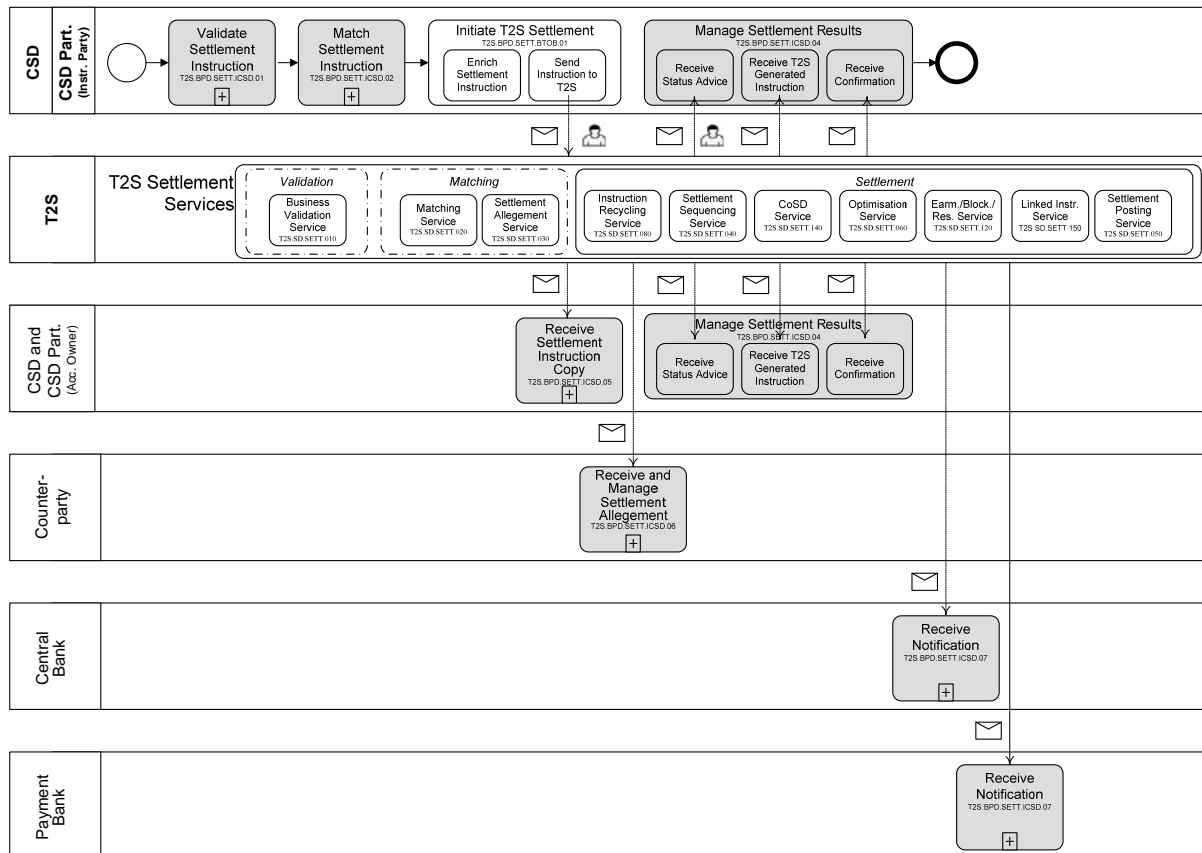 CSD
CSD Part.
(Instr. Party)
Validate
Settlement
Instruction
T2S.BPD.SETT.ICSD.01
+
Match
Settlement
Instruction
T2S.BPD.SETT.ICSD.02
+
Initiate T2S Settlement
T2S.BPD.SETT.BTOB.01
Enrich
Settlement
Instruction
Send
Instruction to
T2S
Manage Settlement Results
T2S.BPD.SETT.ICSD.04
Receive
Status Advice
Receive T2S
Generated
Instruction
Receive
Confirmation
T2S
T2S Settlement
Services
Validation
Business
Validation
Service
T2S.SD.SETT.010
Matching
Matching
Service
T2S.SD.SETT.020
Settlement
Allegement
Service
T2S.SD.SETT.030
Settlement
Instruction
Recycling
Service
T2S.SD.SETT.080
Settlement
Sequencing
Service
T2S.SD.SETT.040
CoSD
Service
T2S.SD.SETT.140
Optimisation
Service
T2S.SD.SETT.060
Earm./Block./
Res. Service
T2S.SD.SETT.120
Linked Instr.
Service
T2S SD.SETT 150
Settlement
Posting
Service
T2S.SD.SETT.050
CSD and
CSD Part.
(Acc. Owner)
Receive
Settlement
Instruction
Copy
T2S.BPD.SETT.ICSD.05
+
Manage Settlement Results
T2S.BPD.SETT.ICSD.04
Receive
Status Advice
Receive T2S
Generated
Instruction
Receive
Confirmation
Counter-
party
Receive and
Manage
Settlement
Allegement
T2S.BPD.SETT.ICSD.06
+
Central
Bank
Receive
Notification
T2S.BPD.SETT.ICSD.07
+
Payment
Bank
Receive
Notification
T2S.BPD.SETT.ICSD.07
+